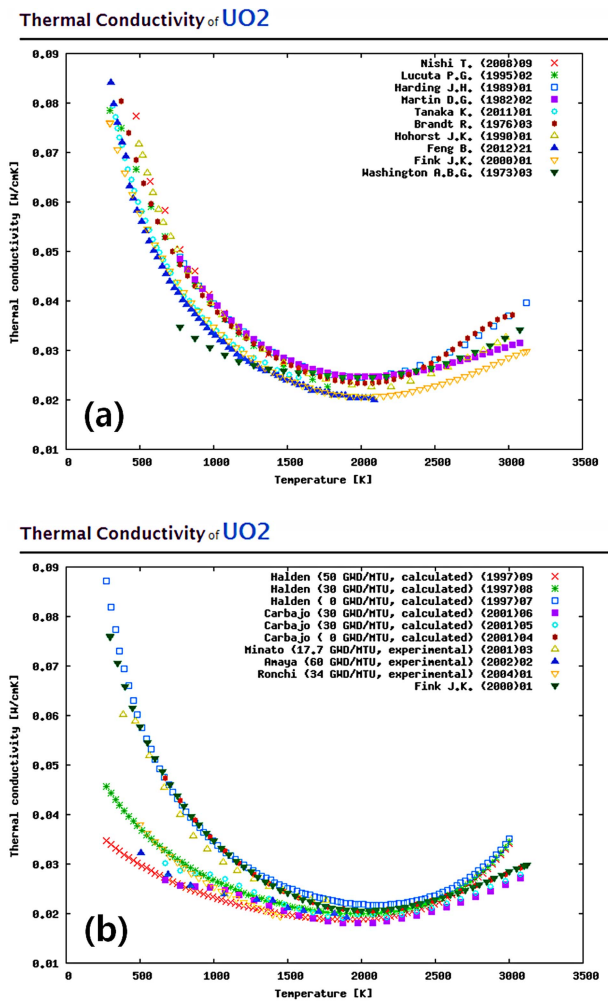 Thermal Conductivity of UO2
0.09
0.08
0.07
0.06
0.05
0.04
0.03
0.02
0.01
Thermal conductivity [W/cmK]
Nishi T. (2008)09
Lucuta P.G. (1995)02
Harding J.H. (1989)01
Martin D.G. (1982)02
Tanaka K. (2011)01
Brandt R. (1976)03
Hohorst J.K. (1990)01
Feng B. (2012)21
Fink J.K. (2000)01
Washington A.B.G. (1973)03
(a)
0 500 1000 1500 2000 2500 3000 3500
Temperature [K]
Thermal Conductivity of UO2
0.09
0.08
0.07
0.06
0.05
0.04
0.03
0.02
0.01
Thermal conductivity [W/cmK]
Halden (50 GWD/MTU, calculated) (1997)09
Halden (30 GWD/MTU, calculated) (1997)08
Halden ( 0 GWD/MTU, calculated) (1997)07
Carbajo (30 GWD/MTU, calculated) (2001)06
Carbajo (30 GWD/MTU, calculated) (2001)05
Carbajo ( 0 GWD/MTU, calculated) (2001)04
Minato (17.7 GWD/MTU, experimental) (2001)03
Amaya (60 GWD/MTU, experimental) (2002)02
Ronchi (34 GWD/MTU, experimental) (2004)01
Fink J.K. (2000)01
(b)
0 500 1000 1500 2000 2500 3000 3500
Temperature [K]